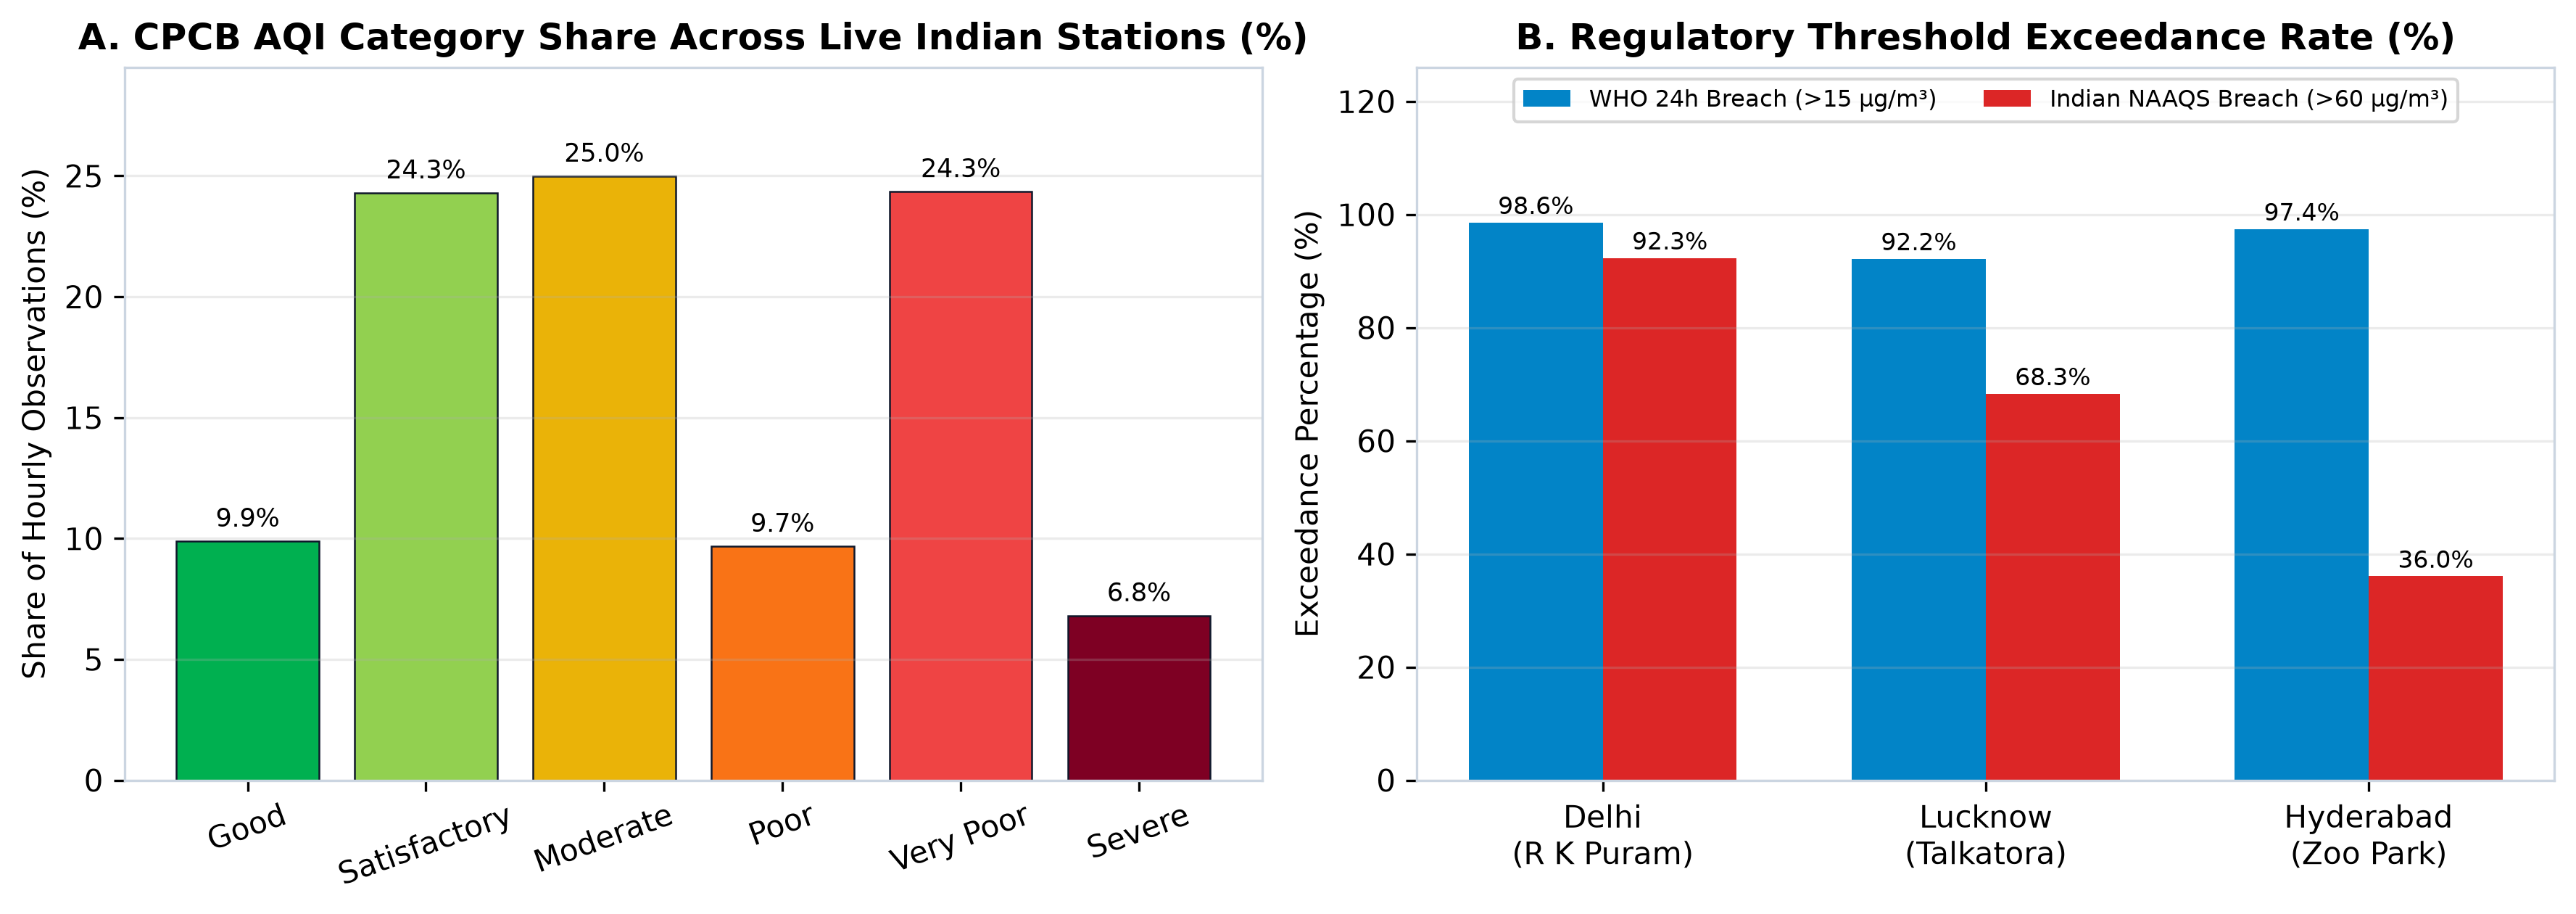 A. CPCB AQI Category Share Across Live Indian Stations (%)
Share of Hourly Observations (%)
25
20
15
10
5
0
9.9%
24.3%
25.0%
9.7%
24.3%
6.8%
Good
Satisfactory
Moderate
Poor
Very Poor
Severe
B. Regulatory Threshold Exceedance Rate (%)
WHO 24h Breach (>15 µg/m³)
Indian NAAQS Breach (>60 µg/m³)
Exceedance Percentage (%)
120
100
80
60
40
20
0
98.6%
92.3%
92.2%
68.3%
97.4%
36.0%
Delhi
(R K Puram)
Lucknow
(Talkatora)
Hyderabad
(Zoo Park)